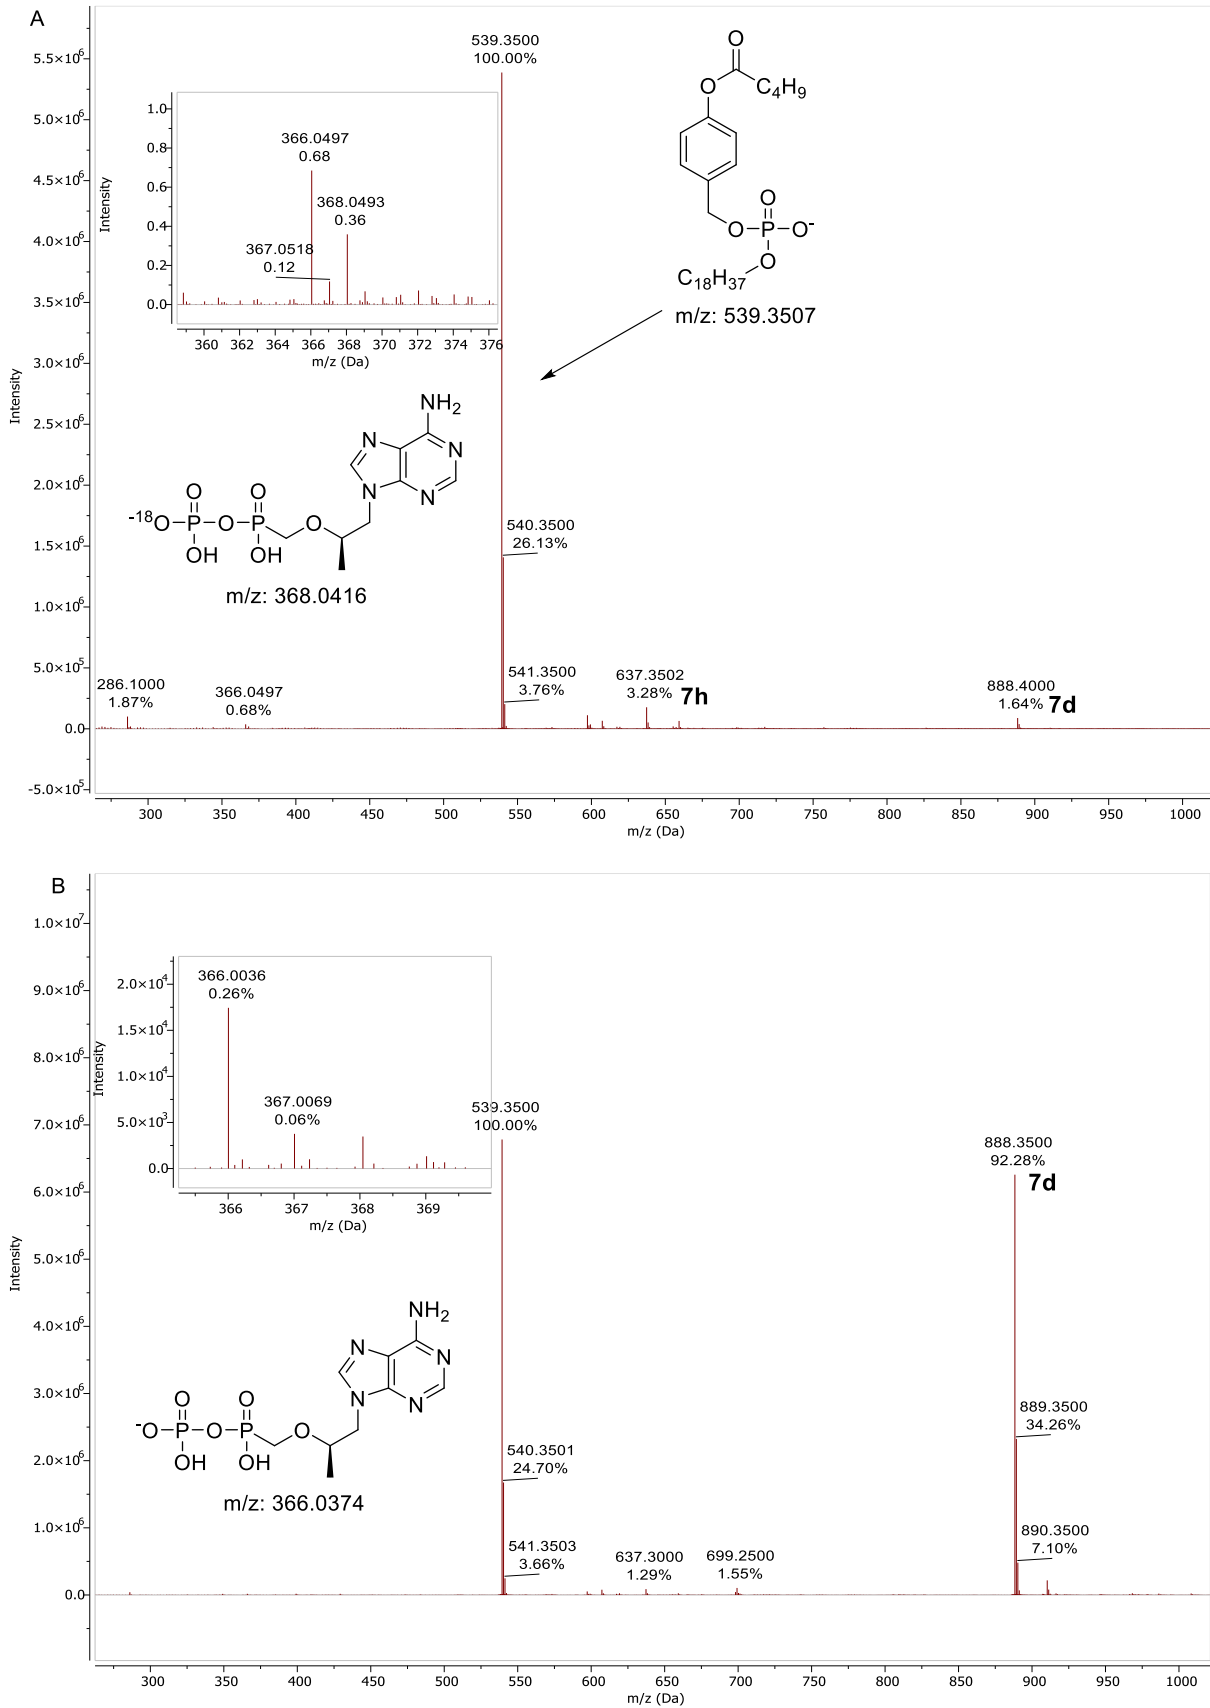 A
5.5×10⁶
5.0×10⁶
4.5×10⁶
4.0×10⁶
3.5×10⁶
3.0×10⁶
2.5×10⁶
2.0×10⁶
1.5×10⁶
1.0×10⁶
5.0×10⁵
0.0
-5.0×10⁵
Intensity
539.3500
100.00%
540.3500
26.13%
541.3500
3.76%
286.1000
1.87%
366.0497
0.68%
637.3502
3.28%
7h
888.4000
1.64%
7d
300 350 400 450 500 550 600 650 700 750 800 850 900 950 1000
m/z (Da)
1.0
0.8
0.6
0.4
0.2
0.0
Intensity
366.0497
0.68
368.0493
0.36
367.0518
0.12
360 362 364 366 368 370 372 374 376
m/z (Da)
O
O
C₄H₉
O
O P O⁻
O
C₁₈H₃₇
m/z: 539.3507
NH₂
N N
N N
O O
⁻¹⁸O P O P O
OH OH
m/z: 368.0416
B
1.0×10⁷
9.0×10⁶
8.0×10⁶
7.0×10⁶
6.0×10⁶
5.0×10⁶
4.0×10⁶
3.0×10⁶
2.0×10⁶
1.0×10⁶
0.0
Intensity
539.3500
100.00%
540.3501
24.70%
541.3503
3.66%
637.3000
1.29%
699.2500
1.55%
888.3500
92.28%
7d
889.3500
34.26%
890.3500
7.10%
300 350 400 450 500 550 600 650 700 750 800 850 900 950 1000
m/z (Da)
2.0×10⁴
1.5×10⁴
1.0×10⁴
5.0×10³
0.0
Intensity
366.0036
0.26%
367.0069
0.06%
366 367 368 369
m/z (Da)
NH₂
N N
N N
O O
⁻O P O P O
OH OH
m/z: 366.0374